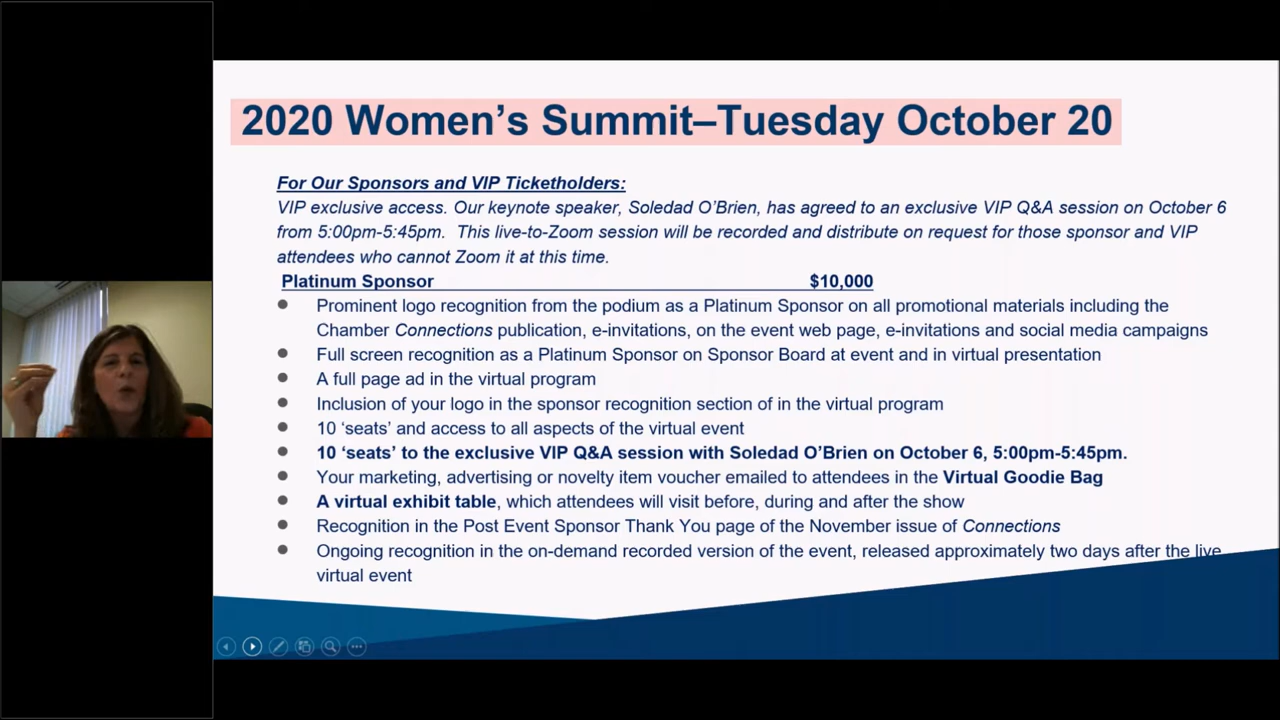 2020 Women’s Summit–Tuesday October 20
For Our Sponsors and VIP Ticketholders:
VIP exclusive access. Our keynote speaker, Soledad O’Brien, has agreed to an exclusive VIP Q&A session on October 6
from 5:00pm-5:45pm. This live-to-Zoom session will be recorded and distribute on request for those sponsor and VIP
attendees who cannot Zoom it at this time.
Platinum Sponsor $10,000
● Prominent logo recognition from the podium as a Platinum Sponsor on all promotional materials including the
Chamber Connections publication, e-invitations, on the event web page, e-invitations and social media campaigns
● Full screen recognition as a Platinum Sponsor on Sponsor Board at event and in virtual presentation
● A full page ad in the virtual program
● Inclusion of your logo in the sponsor recognition section of in the virtual program
● 10 ‘seats’ and access to all aspects of the virtual event
● 10 ‘seats’ to the exclusive VIP Q&A session with Soledad O’Brien on October 6, 5:00pm-5:45pm.
● Your marketing, advertising or novelty item voucher emailed to attendees in the Virtual Goodie Bag
● A virtual exhibit table, which attendees will visit before, during and after the show
● Recognition in the Post Event Sponsor Thank You page of the November issue of Connections
● Ongoing recognition in the on-demand recorded version of the event, released approximately two days after the live
virtual event